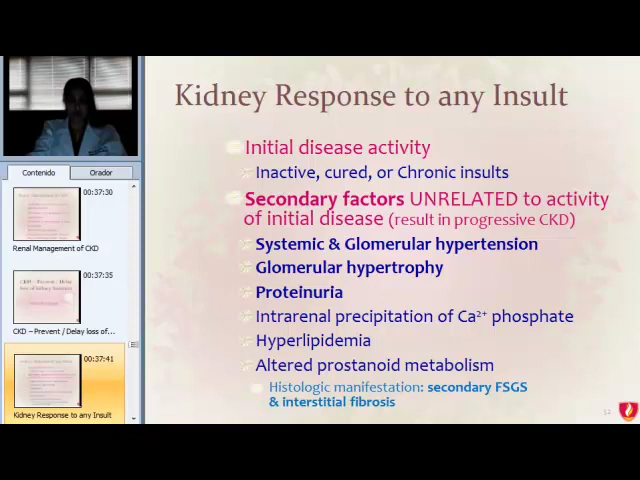 Kidney Response to any Insult
Initial disease activity
Inactive, cured, or Chronic insults
Secondary factors UNRELATED to activity
of initial disease (result in progressive CKD)
Systemic & Glomerular hypertension
Glomerular hypertrophy
Proteinuria
Intrarenal precipitation of Ca²⁺ phosphate
Hyperlipidemia
Altered prostanoid metabolism
Histologic manifestation: secondary FSGS
& interstitial fibrosis
Contenido
Orador
00:37:30
Renal Management of CKD
00:37:35
CKD – Prevent / Delay loss of...
00:37:41
Kidney Response to any Insult